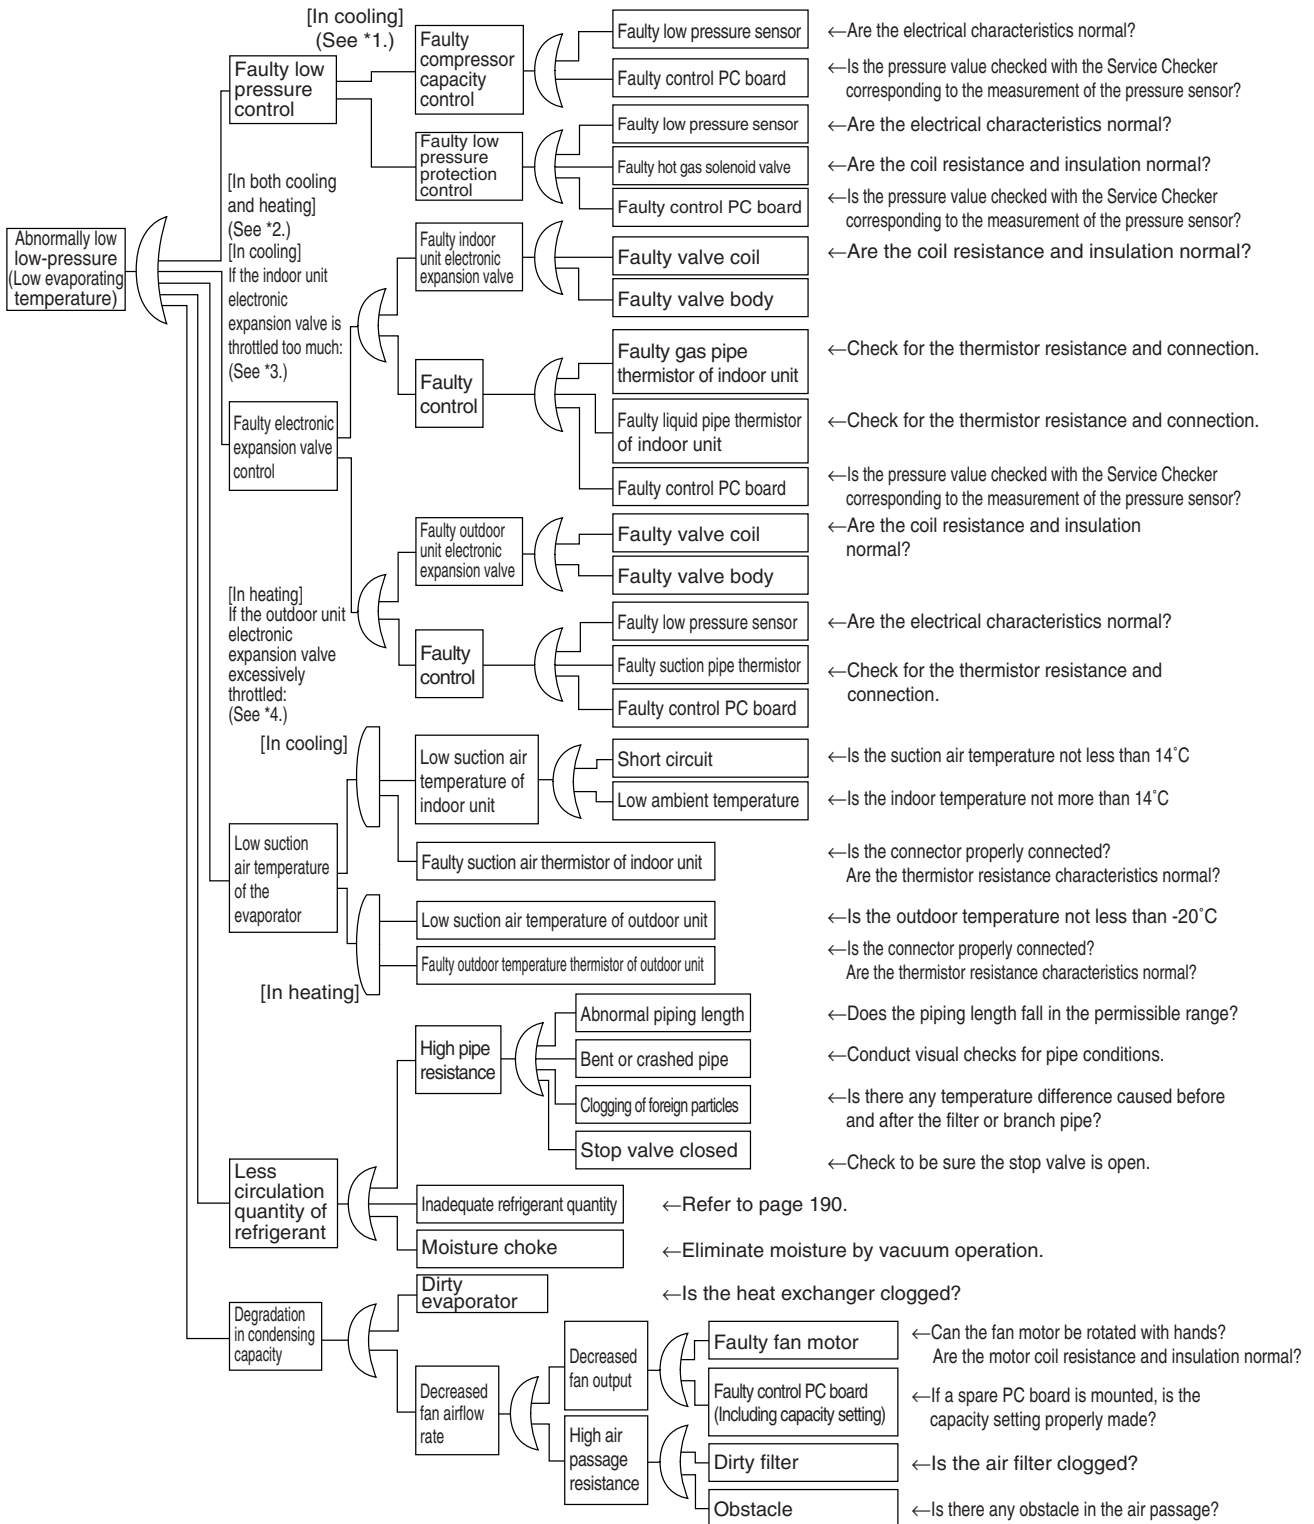 [In cooling]
(See *1.)
Faulty low
pressure
control
Faulty
compressor
capacity
control
Faulty low pressure sensor
←Are the electrical characteristics normal?
Faulty control PC board
←Is the pressure value checked with the Service Checker
corresponding to the measurement of the pressure sensor?
Faulty low
pressure
protection
control
Faulty low pressure sensor
←Are the electrical characteristics normal?
Faulty hot gas solenoid valve
←Are the coil resistance and insulation normal?
Faulty control PC board
←Is the pressure value checked with the Service Checker
corresponding to the measurement of the pressure sensor?
[In both cooling
and heating]
(See *2.)
Abnormally low
low-pressure
(Low evaporating
temperature)
[In cooling]
If the indoor unit
electronic
expansion valve is
throttled too much:
(See *3.)
Faulty electronic
expansion valve
control
Faulty indoor
unit electronic
expansion valve
Faulty valve coil
←Are the coil resistance and insulation normal?
Faulty valve body
Faulty
control
Faulty gas pipe
thermistor of indoor unit
←Check for the thermistor resistance and connection.
Faulty liquid pipe thermistor
of indoor unit
←Check for the thermistor resistance and connection.
Faulty control PC board
←Is the pressure value checked with the Service Checker
corresponding to the measurement of the pressure sensor?
[In heating]
If the outdoor unit
electronic
expansion valve
excessively
throttled:
(See *4.)
Faulty outdoor
unit electronic
expansion valve
Faulty valve coil
←Are the coil resistance and insulation
normal?
Faulty valve body
Faulty
control
Faulty low pressure sensor
←Are the electrical characteristics normal?
Faulty suction pipe thermistor
←Check for the thermistor resistance and
connection.
Faulty control PC board
[In cooling]
Low suction
air temperature
of the
evaporator
Low suction air
temperature of
indoor unit
Short circuit
←Is the suction air temperature not less than 14˚C
Low ambient temperature
←Is the indoor temperature not more than 14˚C
Faulty suction air thermistor of indoor unit
←Is the connector properly connected?
Are the thermistor resistance characteristics normal?
Low suction air temperature of outdoor unit
←Is the outdoor temperature not less than -20˚C
Faulty outdoor temperature thermistor of outdoor unit
←Is the connector properly connected?
Are the thermistor resistance characteristics normal?
[In heating]
Less
circulation
quantity of
refrigerant
High pipe
resistance
Abnormal piping length
←Does the piping length fall in the permissible range?
Bent or crashed pipe
←Conduct visual checks for pipe conditions.
Clogging of foreign particles
←Is there any temperature difference caused before
and after the filter or branch pipe?
Stop valve closed
←Check to be sure the stop valve is open.
Inadequate refrigerant quantity
←Refer to page 190.
Moisture choke
←Eliminate moisture by vacuum operation.
Degradation
in condensing
capacity
Dirty
evaporator
←Is the heat exchanger clogged?
Decreased
fan airflow
rate
Decreased
fan output
Faulty fan motor
←Can the fan motor be rotated with hands?
Are the motor coil resistance and insulation normal?
Faulty control PC board
(Including capacity setting)
←If a spare PC board is mounted, is the
capacity setting properly made?
High air
passage
resistance
Dirty filter
←Is the air filter clogged?
Obstacle
←Is there any obstacle in the air passage?